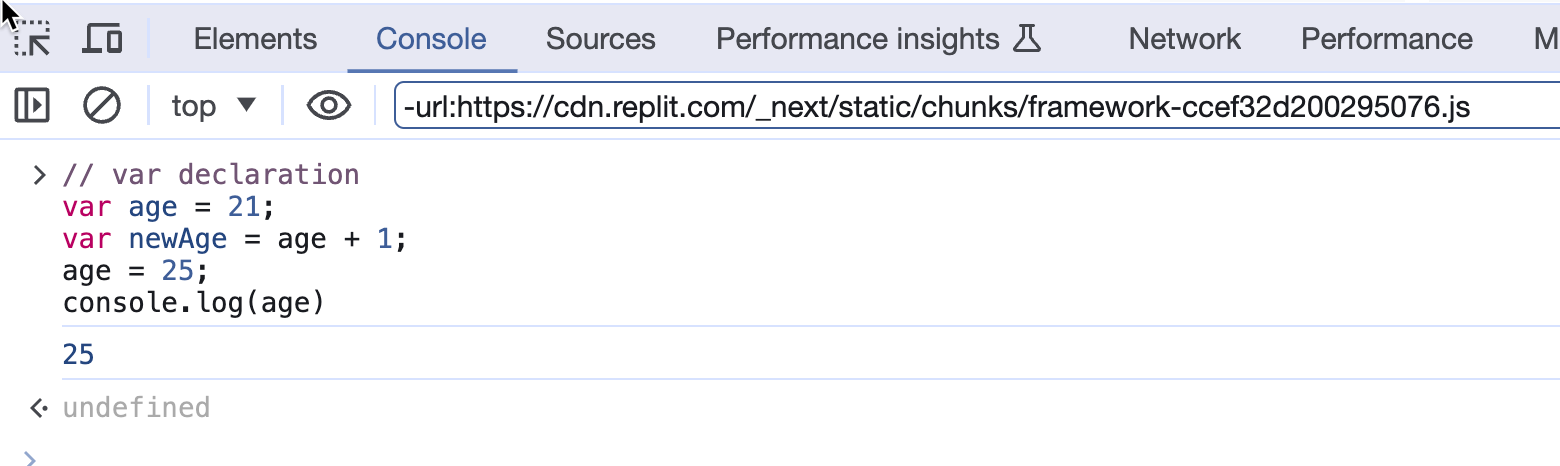 Elements Console Sources Performance insights Network Performance M
top -url:https://cdn.replit.com/_next/static/chunks/framework-ccef32d200295076.js
> // var declaration
var age = 21;
var newAge = age + 1;
age = 25;
console.log(age)
25
undefined
>